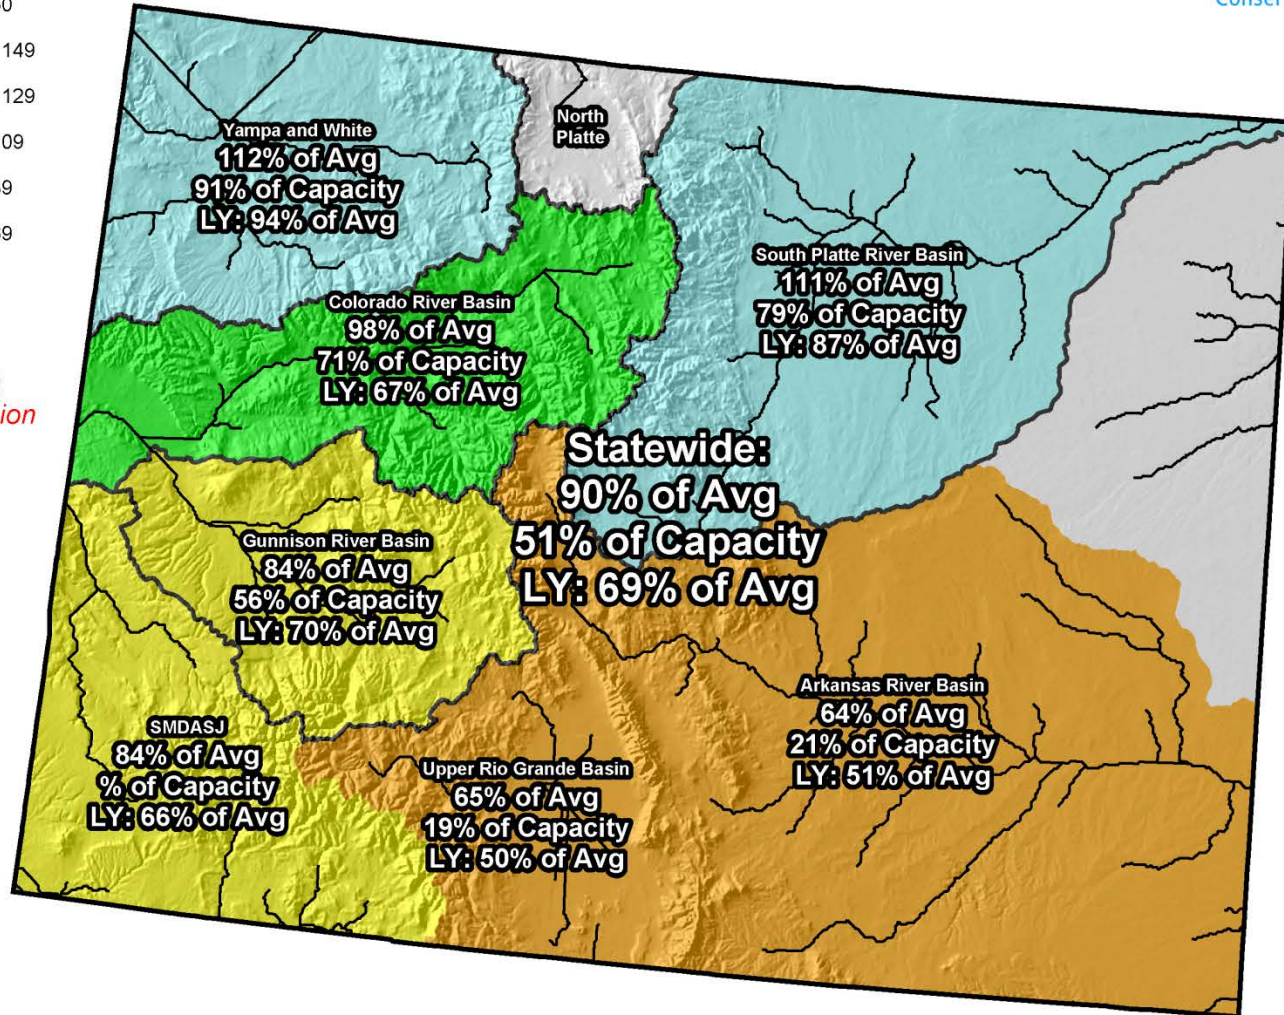 149
129
Yampa and White
112% of Avg
91% of Capacity
LY: 94% of Avg
North
Platte
South Platte River Basin
111% of Avg
79% of Capacity
LY: 87% of Avg
Colorado River Basin
98% of Avg
71% of Capacity
LY: 67% of Avg
Statewide:
90% of Avg
51% of Capacity
LY: 69% of Avg
Gunnison River Basin
84% of Avg
56% of Capacity
LY: 70% of Avg
SMDASJ
84% of Avg
% of Capacity
LY: 66% of Avg
Upper Rio Grande Basin
65% of Avg
19% of Capacity
LY: 50% of Avg
Arkansas River Basin
64% of Avg
21% of Capacity
LY: 51% of Avg